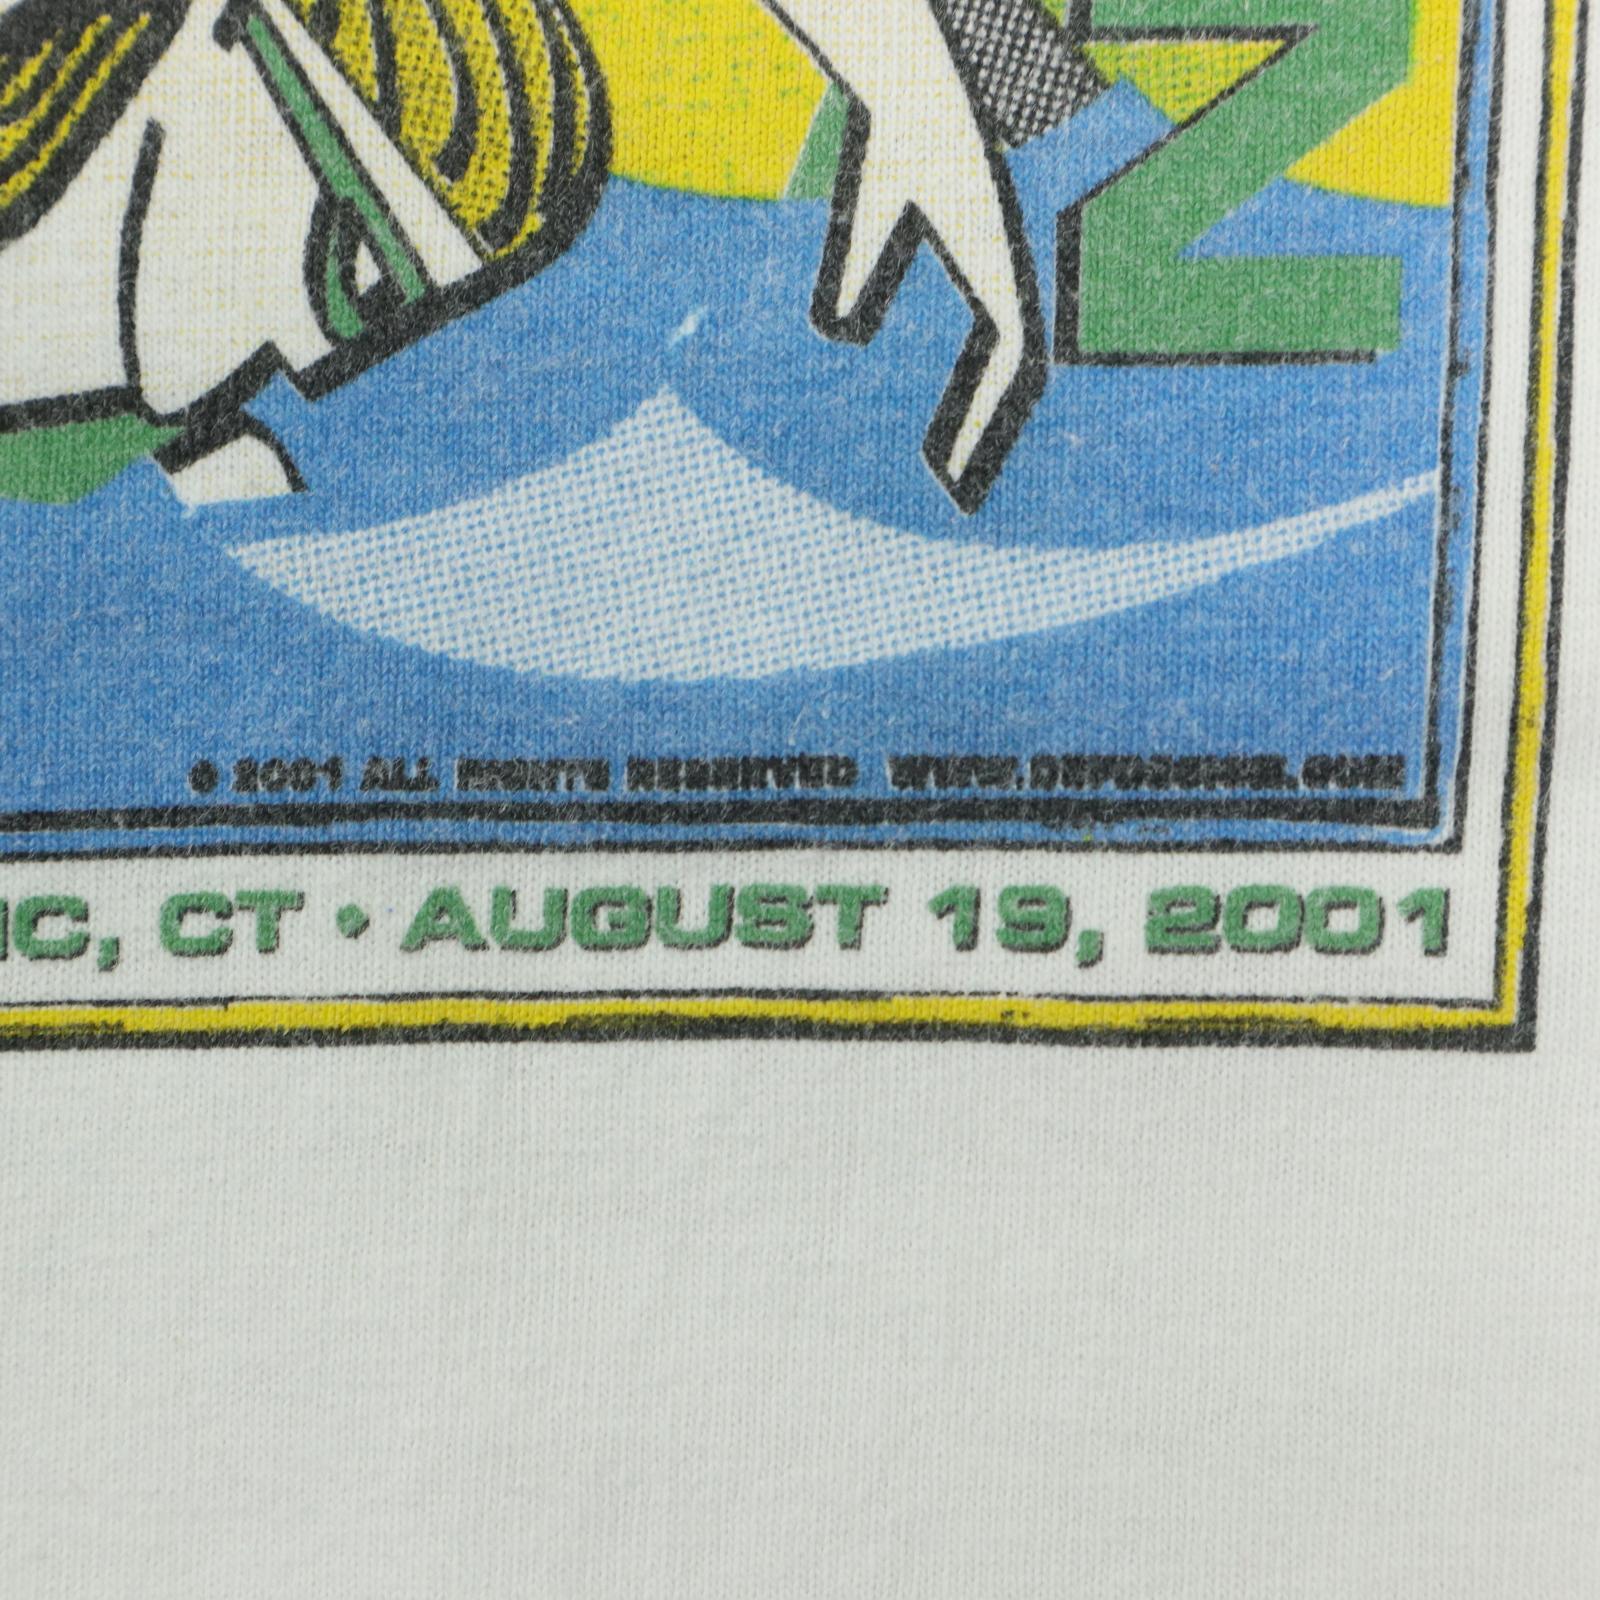 © 2001 ALL RIGHTS RESERVED
IC, CT • AUGUST 19, 2001